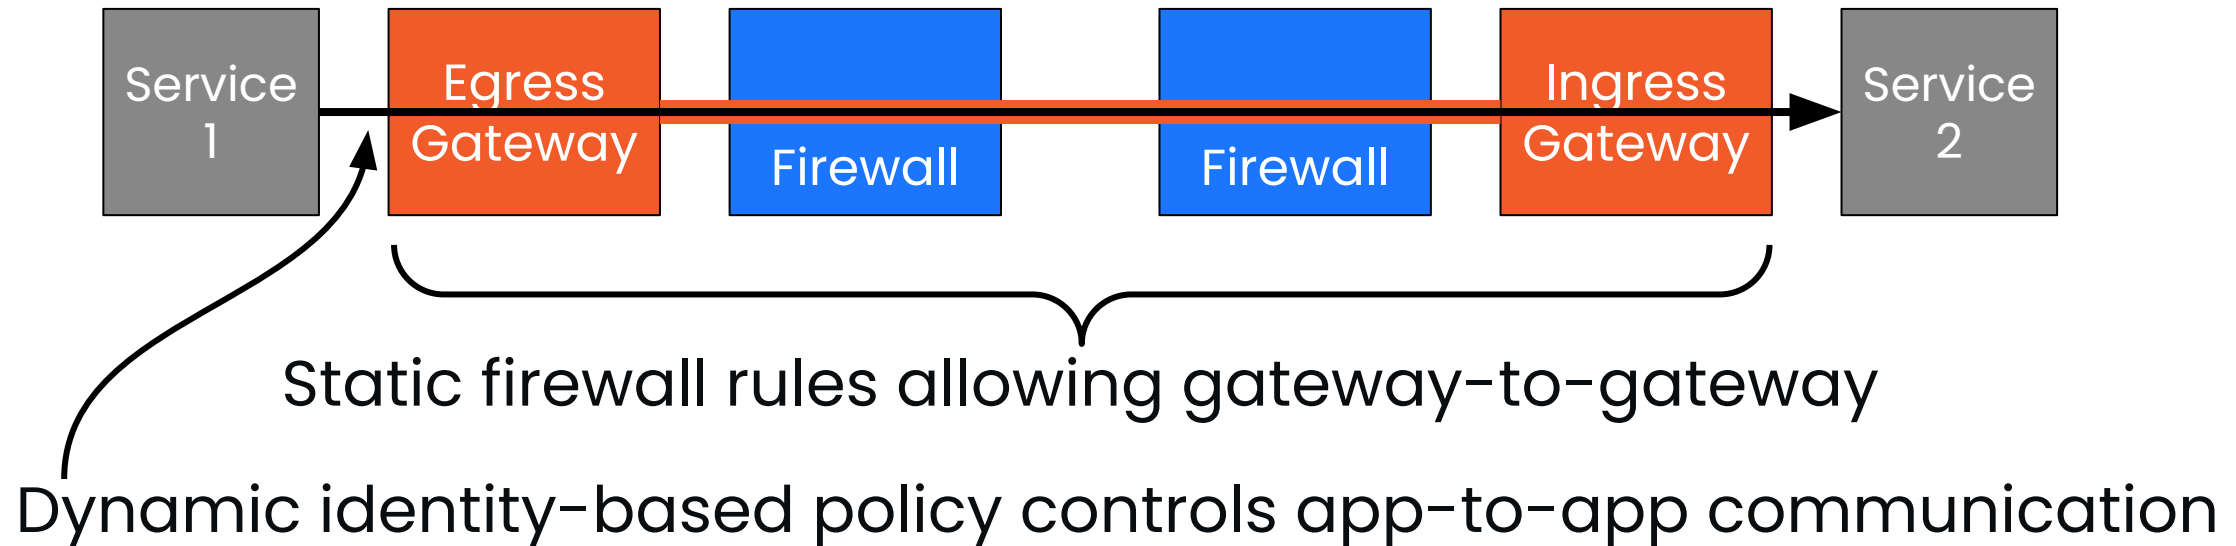 Service
1
Egress
Gateway
Firewall
Firewall
Ingress
Gateway
Service
2
Static firewall rules allowing gateway-to-gateway
Dynamic identity-based policy controls app-to-app communication